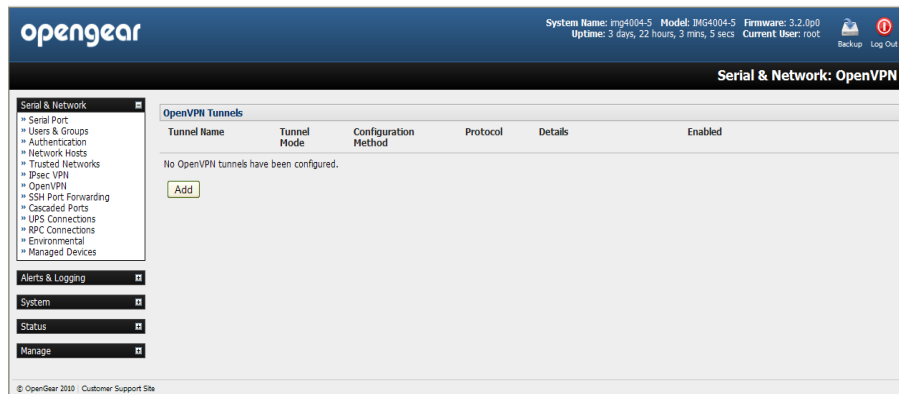 opengear
System Name: img4004-5 Model: IMG4004-5 Firmware: 3.2.0p0
Uptime: 3 days, 22 hours, 3 mins, 5 secs Current User: root
Backup Log Out
Serial & Network: OpenVPN
Serial & Network
» Serial Port
» Users & Groups
» Authentication
» Network Hosts
» Trusted Networks
» IPsec VPN
» OpenVPN
» SSH Port Forwarding
» Cascaded Ports
» UPS Connections
» RPC Connections
» Environmental
» Managed Devices
Alerts & Logging
System
Status
Manage
OpenVPN Tunnels
Tunnel Name Tunnel Mode Configuration Method Protocol Details Enabled
No OpenVPN tunnels have been configured.
Add
© OpenGear 2010 | Customer Support Site